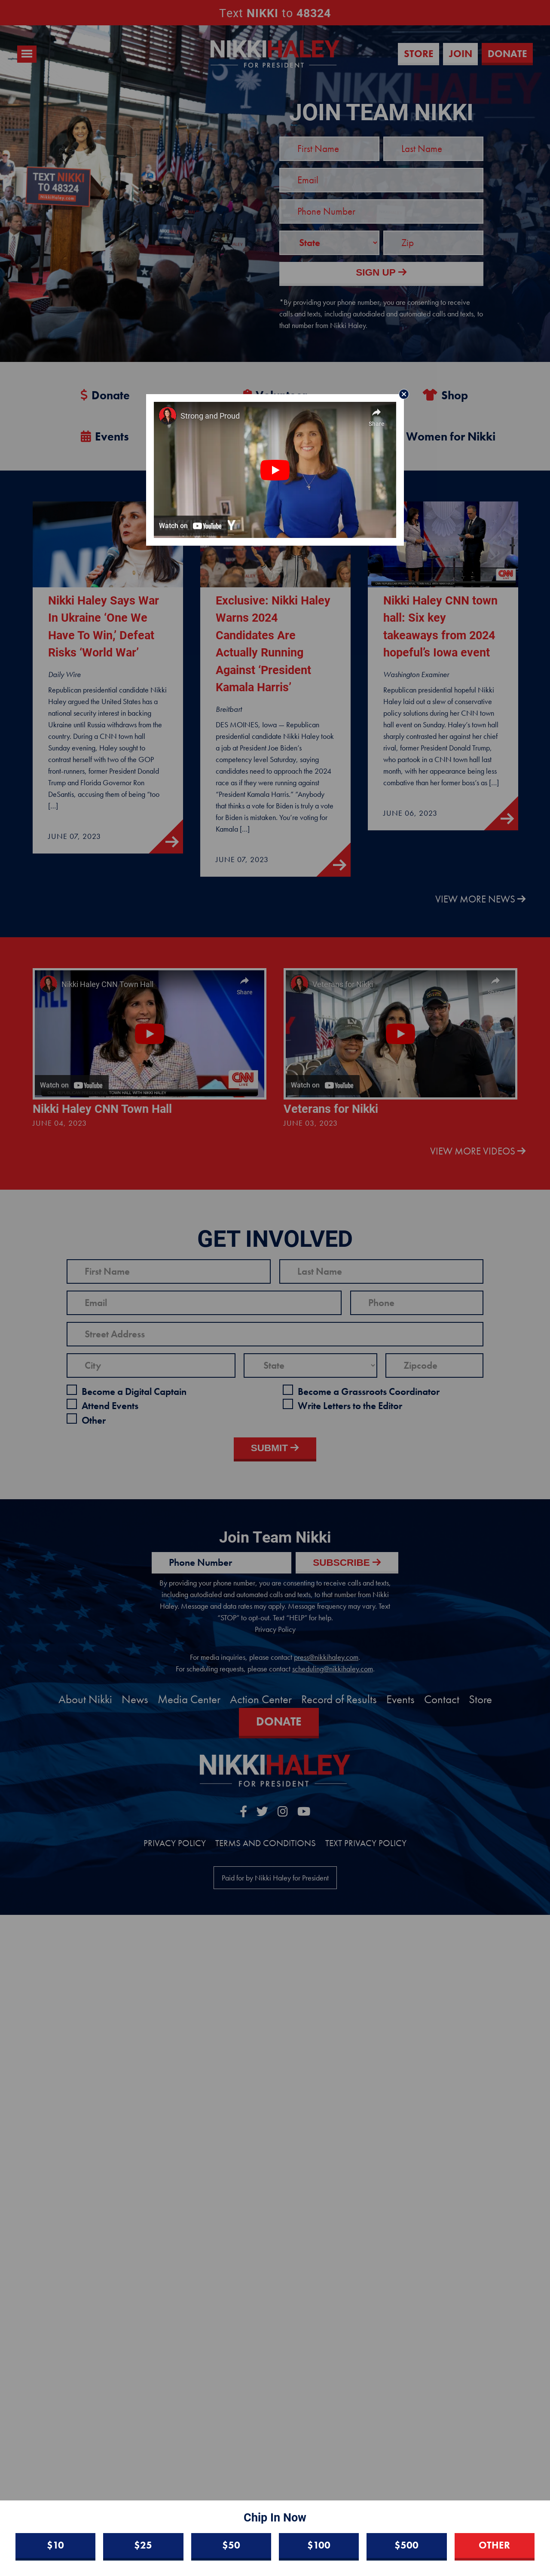 Text NIKKI to 48324
NIKKIHALEY
FOR PRESIDENT
STORE
JOIN
DONATE
TEXT NIKKI
TO 48324
JOIN TEAM NIKKI
First Name
Last Name
Email
Phone Number
State
Zip
SIGN UP
*By providing your phone number, you are consenting to receive
calls and texts, including autodialed and automated calls and texts, to
that number from Nikki Haley.
Donate
Shop
Events
Women for Nikki
Strong and Proud
Share
Watch on YouTube
Nikki Haley Says War
In Ukraine ‘One We
Have To Win,’ Defeat
Risks ‘World War’
Daily Wire
Republican presidential candidate Nikki
Haley argued the United States has a
national security interest in backing
Ukraine until Russia withdraws from the
country. During a CNN town hall
Sunday evening, Haley sought to
contrast herself with two of the GOP
front-runners, former President Donald
Trump and Florida Governor Ron
DeSantis, accusing them of being “too
[…]
JUNE 07, 2023
Exclusive: Nikki Haley
Warns 2024
Candidates Are
Actually Running
Against ‘President
Kamala Harris’
Breitbart
DES MOINES, Iowa — Republican
presidential candidate Nikki Haley took
a jab at President Joe Biden’s
competency level Saturday, saying
candidates need to approach the 2024
race as if they were running against
“President Kamala Harris.” “Anybody
that thinks a vote for Biden is truly a vote
for Biden is mistaken. You’re voting for
Kamala […]
JUNE 07, 2023
CNN
Nikki Haley CNN town
hall: Six key
takeaways from 2024
hopeful’s Iowa event
Washington Examiner
Republican presidential hopeful Nikki
Haley laid out a slew of conservative
policy solutions during her CNN town
hall event on Sunday. Haley’s town hall
sharply contrasted her against her chief
rival, former President Donald Trump,
who partook in a CNN town hall last
month, with her appearance being less
combative than her former boss’s as […]
JUNE 06, 2023
VIEW MORE NEWS
Nikki Haley CNN Town Hall
Share
Watch on YouTube
CNN
Nikki Haley CNN Town Hall
JUNE 04, 2023
Veterans for Nikki
Share
Watch on YouTube
Veterans for Nikki
JUNE 03, 2023
VIEW MORE VIDEOS
GET INVOLVED
First Name
Last Name
Email
Phone
Street Address
City
State
Zipcode
Become a Digital Captain
Become a Grassroots Coordinator
Attend Events
Write Letters to the Editor
Other
SUBMIT
Join Team Nikki
Phone Number
SUBSCRIBE
By providing your phone number, you are consenting to receive calls and texts,
including autodialed and automated calls and texts, to that number from Nikki
Haley. Message and data rates may apply. Message frequency may vary. Text
“STOP” to opt-out. Text “HELP” for help.
Privacy Policy
For media inquiries, please contact press@nikkihaley.com.
For scheduling requests, please contact scheduling@nikkihaley.com.
About Nikki News Media Center Action Center Record of Results Events Contact Store
DONATE
NIKKIHALEY
FOR PRESIDENT
PRIVACY POLICY TERMS AND CONDITIONS TEXT PRIVACY POLICY
Paid for by Nikki Haley for President
Chip In Now
$10
$25
$50
$100
$500
OTHER